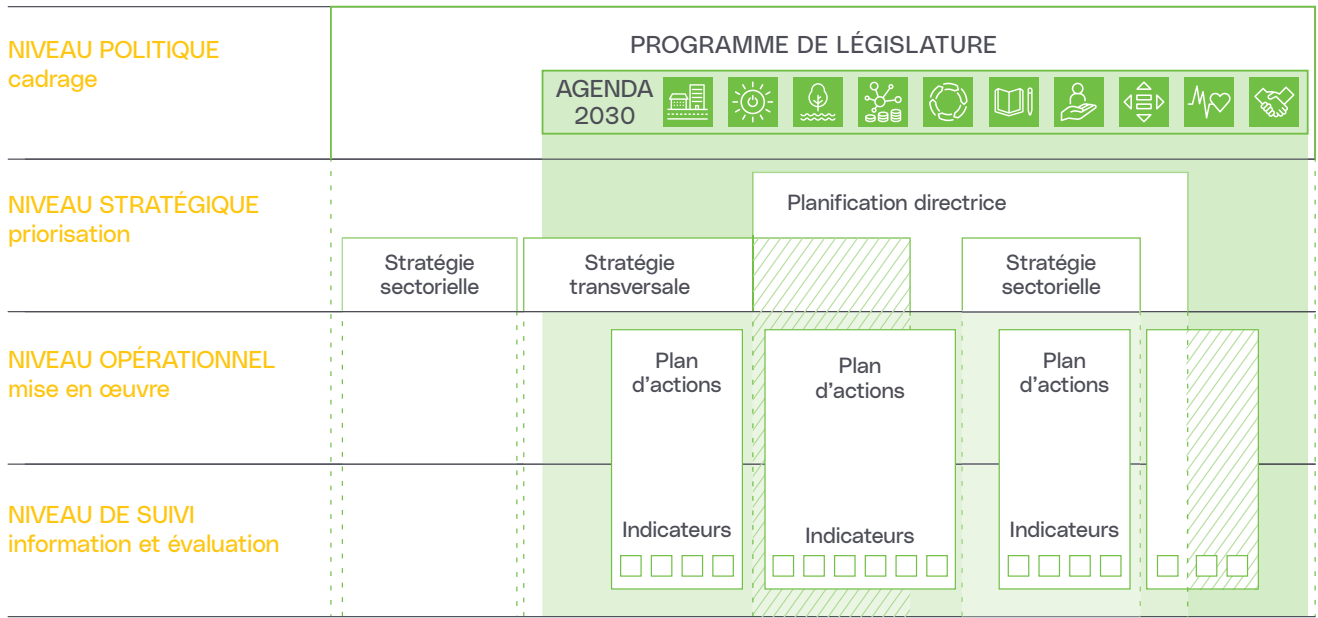 NIVEAU POLITIQUE
cadrage
PROGRAMME DE LÉGISLATURE
AGENDA
2030
NIVEAU STRATÉGIQUE
priorisation
Planification directrice
Stratégie
sectorielle
Stratégie
transversale
Stratégie
sectorielle
NIVEAU OPÉRATIONNEL
mise en œuvre
Plan
d'actions
Plan
d'actions
Plan
d'actions
NIVEAU DE SUIVI
information et évaluation
Indicateurs
Indicateurs
Indicateurs